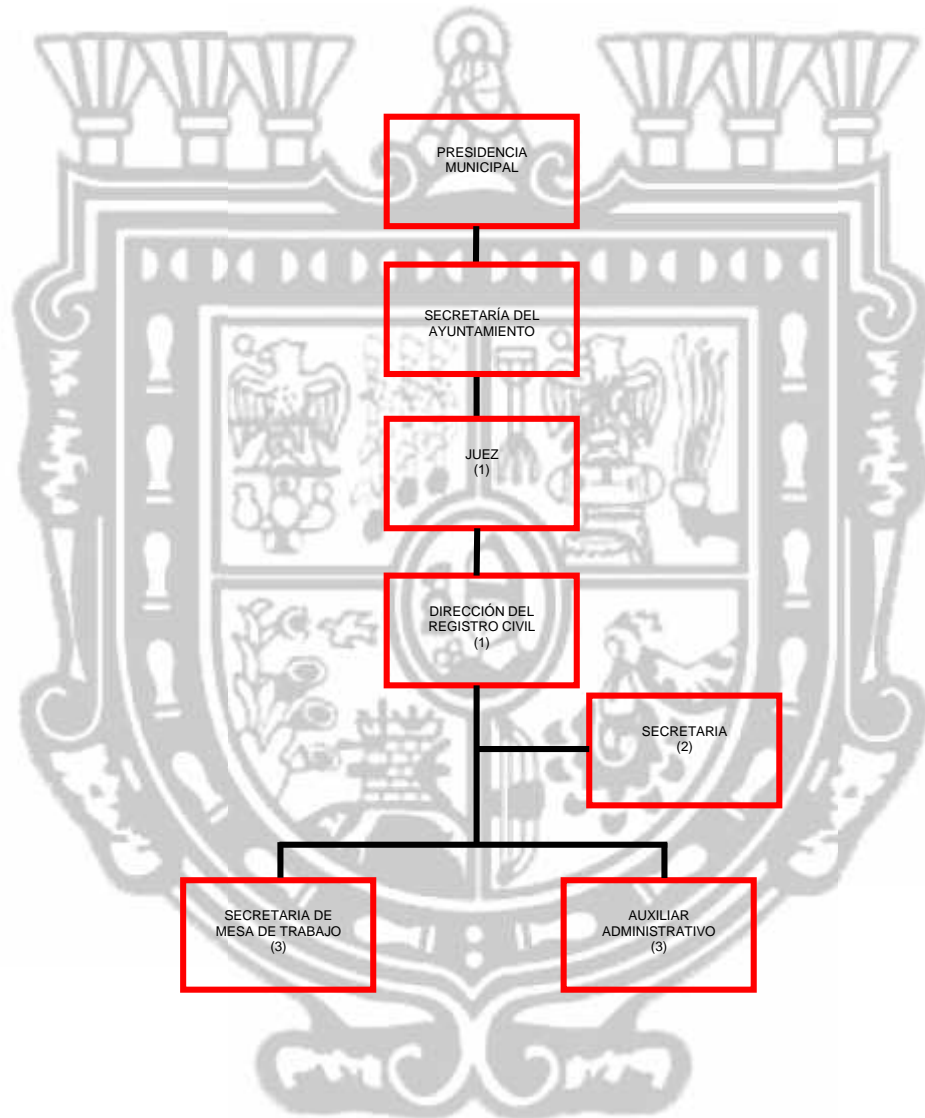 PRESIDENCIA
MUNICIPAL
SECRETARÍA DEL
AYUNTAMIENTO
JUEZ
(1)
DIRECCIÓN DEL
REGISTRO CIVIL
(1)
SECRETARIA
(2)
SECRETARIA DE
MESA DE TRABAJO
(3)
AUXILIAR
ADMINISTRATIVO
(3)